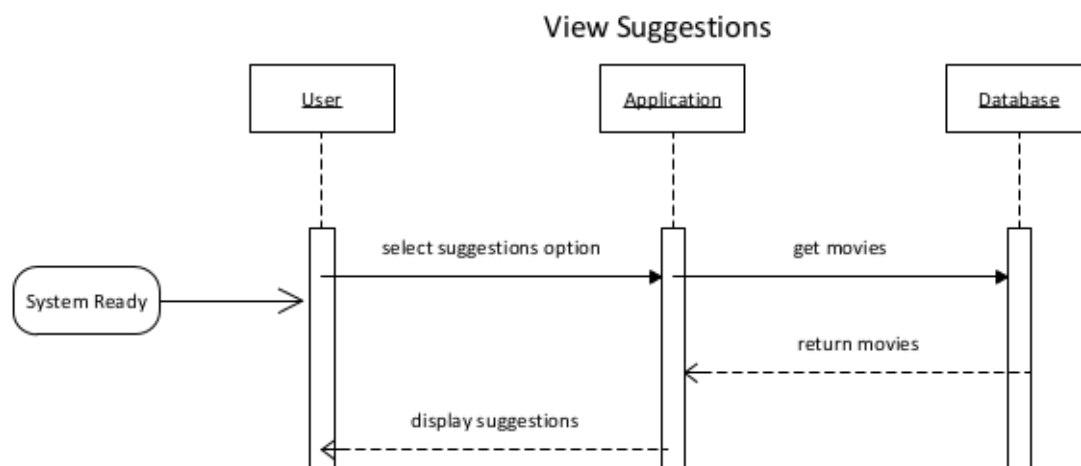 View Suggestions
User
Application
Database
select suggestions option
get movies
System Ready
return movies
display suggestions